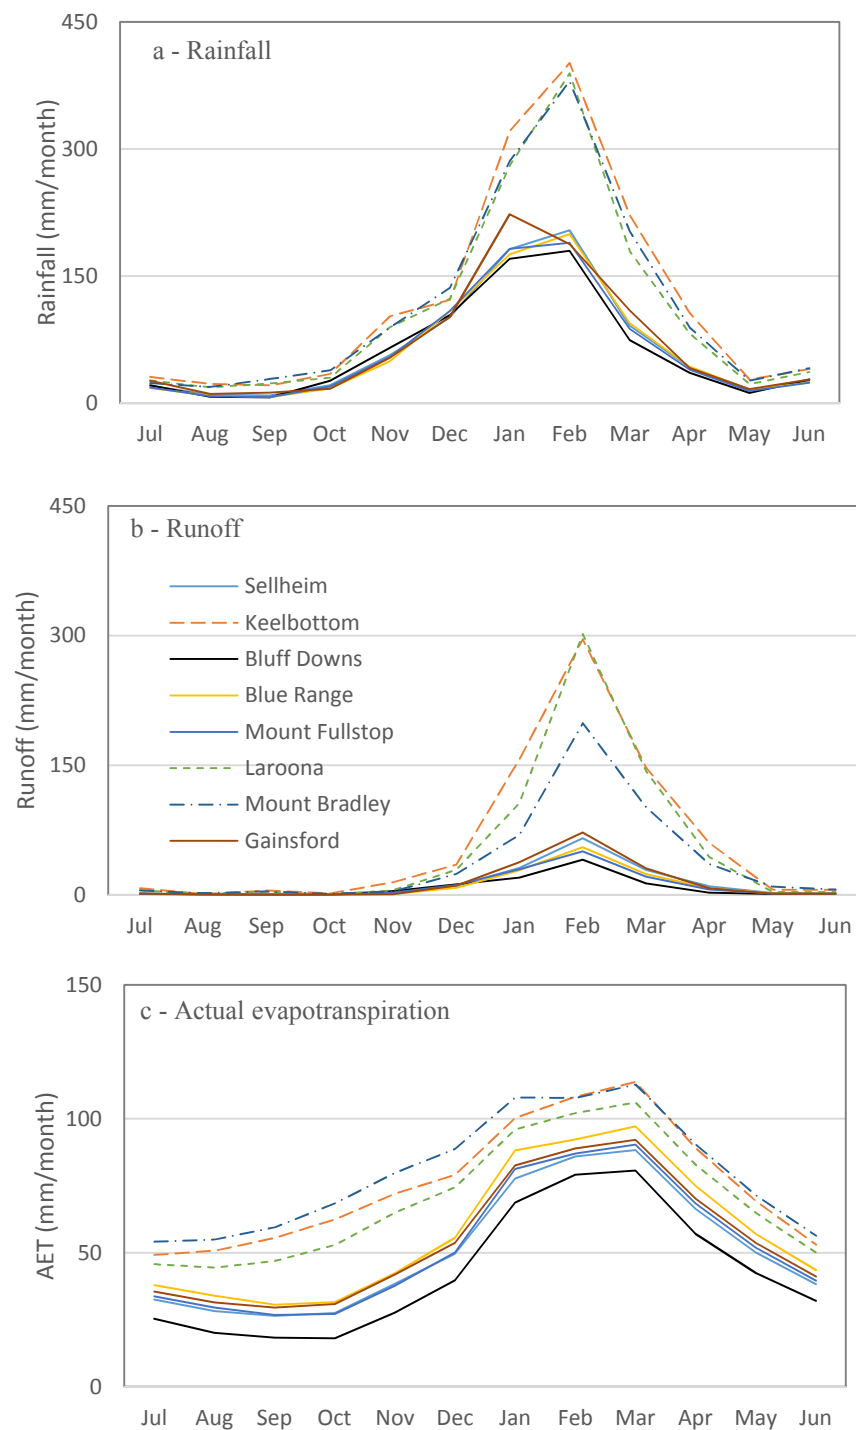 a - Rainfall
Rainfall (mm/month)
450
300
150
0
Jul Aug Sep Oct Nov Dec Jan Feb Mar Apr May Jun
b - Runoff
Runoff (mm/month)
450
300
150
0
Sellheim
Keelbottom
Bluff Downs
Blue Range
Mount Fullstop
Laroona
Mount Bradley
Gainsford
Jul Aug Sep Oct Nov Dec Jan Feb Mar Apr May Jun
c - Actual evapotranspiration
AET (mm/month)
150
100
50
0
Jul Aug Sep Oct Nov Dec Jan Feb Mar Apr May Jun